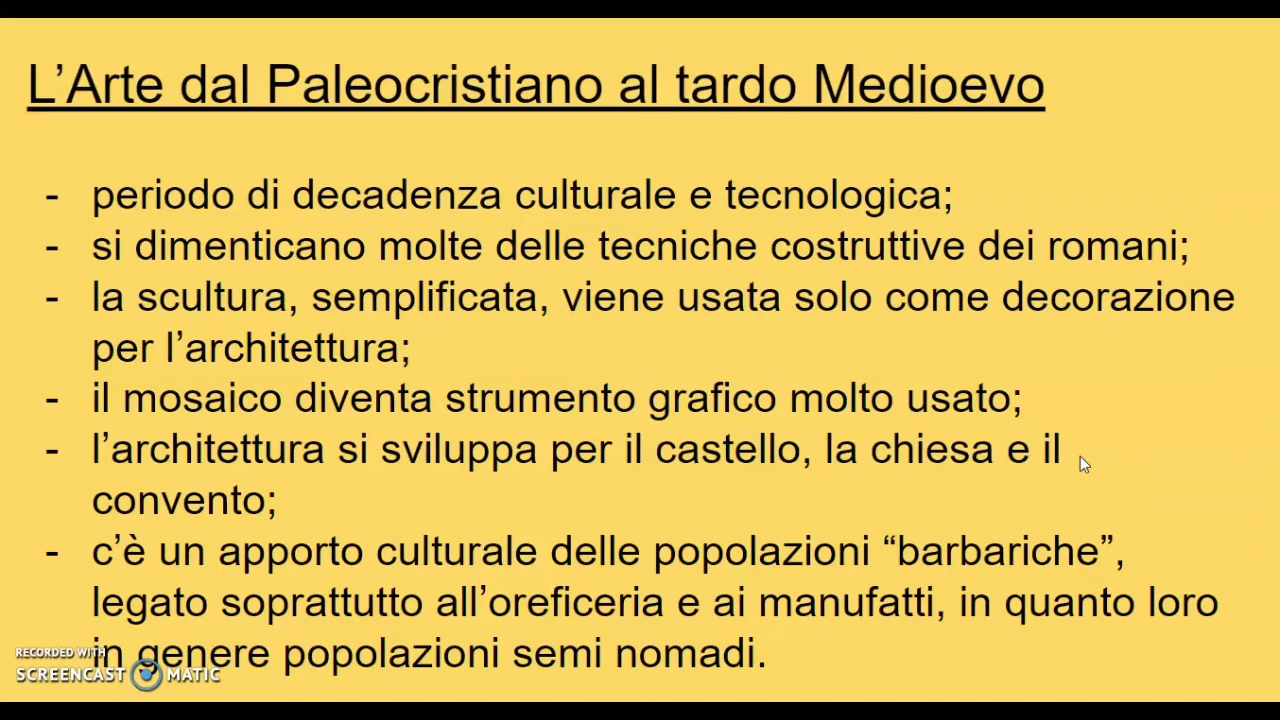 L’Arte dal Paleocristiano al tardo Medioevo
- periodo di decadenza culturale e tecnologica;
- si dimenticano molte delle tecniche costruttive dei romani;
- la scultura, semplificata, viene usata solo come decorazione
per l’architettura;
- il mosaico diventa strumento grafico molto usato;
- l’architettura si sviluppa per il castello, la chiesa e il
convento;
- c’è un apporto culturale delle popolazioni “barbariche”,
legato soprattutto all’oreficeria e ai manufatti, in quanto loro
in genere popolazioni semi nomadi.
RECORDED WITH
SCREENCAST MATIC